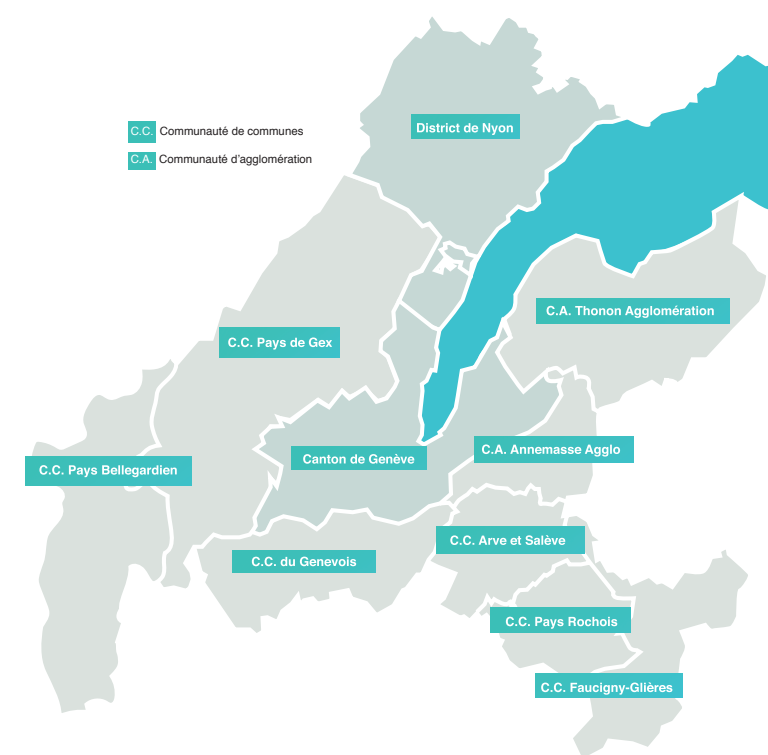 District de Nyon
C.C. Communauté de communes
C.A. Communauté d'agglomération
C.A. Thonon Agglomération
C.C. Pays de Gex
C.A. Annemasse Agglo
Canton de Genève
C.C. Pays Bellegardien
C.C. Arve et Salève
C.C. du Genevois
C.C. Pays Rochois
C.C. Faucigny-Glières